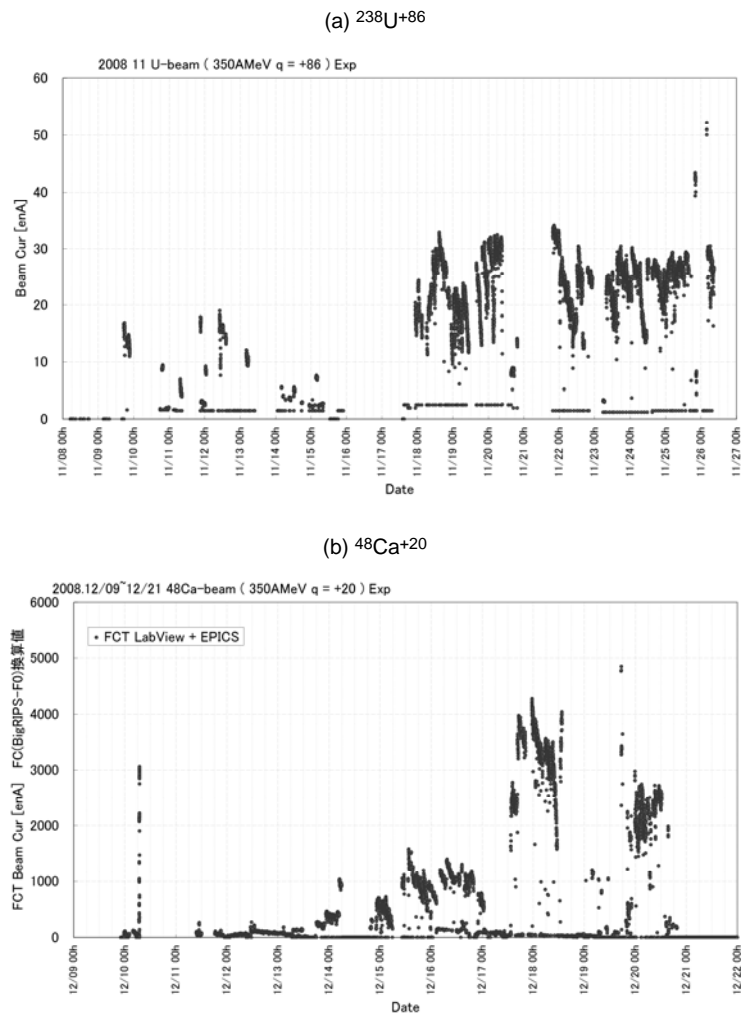 (a) ²³⁸U⁺⁸⁶
2008 11 U-beam ( 350AMeV q = +86 ) Exp
60
50
40
30
20
10
0
Beam Cur [enA]
11/08 00h
11/09 00h
11/10 00h
11/11 00h
11/12 00h
11/13 00h
11/14 00h
11/15 00h
11/16 00h
11/17 00h
11/18 00h
11/19 00h
11/20 00h
11/21 00h
11/22 00h
11/23 00h
11/24 00h
11/25 00h
11/26 00h
11/27 00h
Date
(b) ⁴⁸Ca⁺²⁰
2008.12/09~12/21 48Ca-beam ( 350AMeV q = +20 ) Exp
6000
5000
4000
3000
2000
1000
0
FCT Beam Cur [enA] FC(BigRIPS-F0)換算値
• FCT LabView + EPICS
12/09 00h
12/10 00h
12/11 00h
12/12 00h
12/13 00h
12/14 00h
12/15 00h
12/16 00h
12/17 00h
12/18 00h
12/19 00h
12/20 00h
12/21 00h
12/22 00h
Date